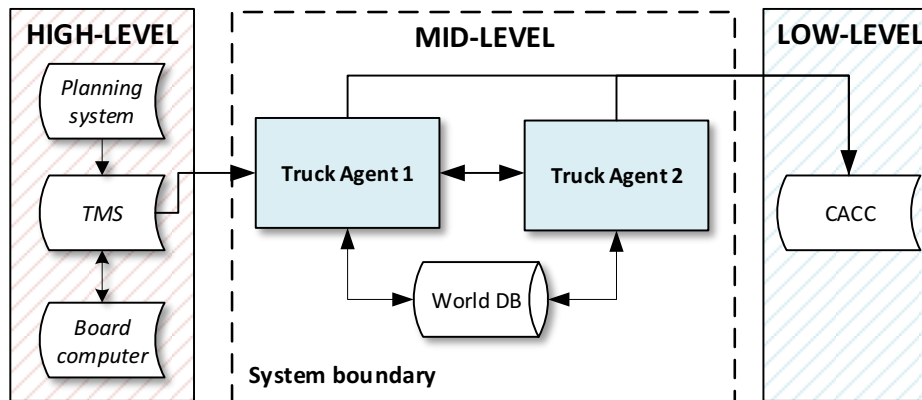 HIGH-LEVEL
Planning
system
TMS
Board
computer
MID-LEVEL
Truck Agent 1
Truck Agent 2
World DB
System boundary
LOW-LEVEL
CACC